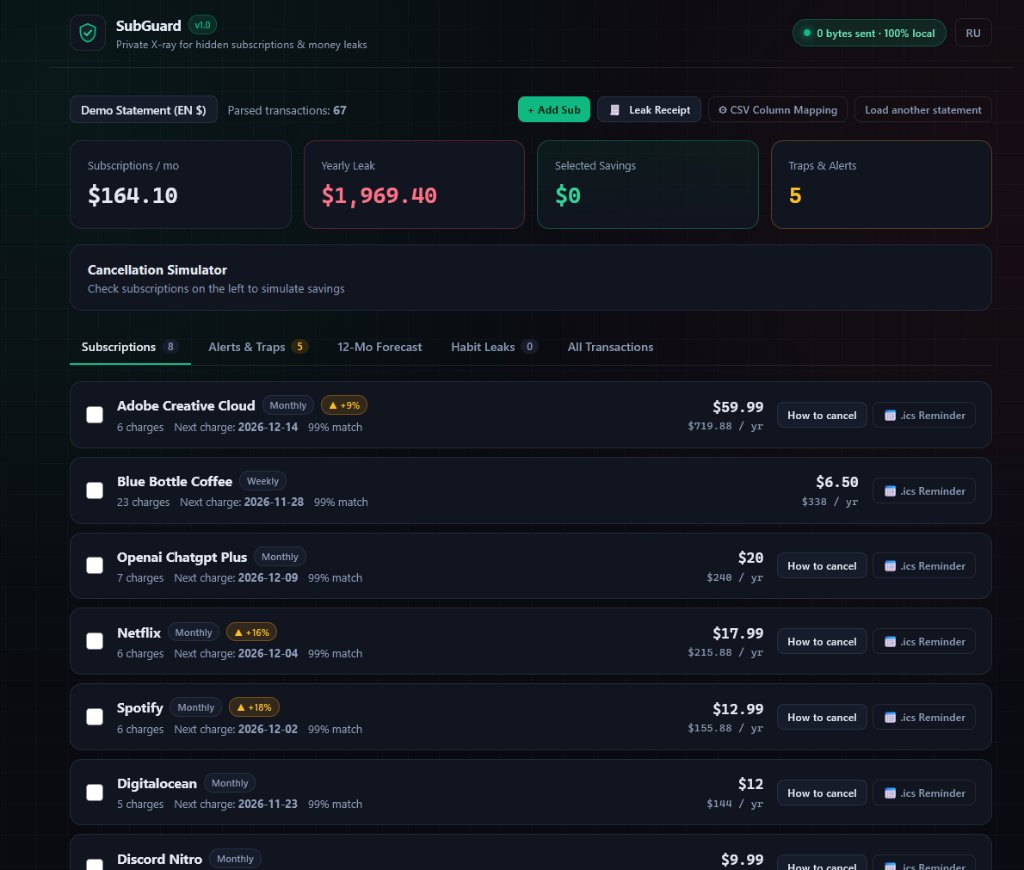 SubGuard v1.0
Private X-ray for hidden subscriptions & money leaks
0 bytes sent · 100% local
RU
Demo Statement (EN $)
Parsed transactions: 67
+ Add Sub
Leak Receipt
⚙ CSV Column Mapping
Load another statement
Subscriptions / mo
$164.10
Yearly Leak
$1,969.40
Selected Savings
$0
Traps & Alerts
5
Cancellation Simulator
Check subscriptions on the left to simulate savings
Subscriptions 8
Alerts & Traps 5
12-Mo Forecast
Habit Leaks 0
All Transactions
Adobe Creative Cloud Monthly ▲ +9%
6 charges Next charge: 2026-12-14 99% match
$59.99
$719.88 / yr
How to cancel
.ics Reminder
Blue Bottle Coffee Weekly
23 charges Next charge: 2026-11-28 99% match
$6.50
$338 / yr
.ics Reminder
Openai Chatgpt Plus Monthly
7 charges Next charge: 2026-12-09 99% match
$20
$240 / yr
How to cancel
.ics Reminder
Netflix Monthly ▲ +16%
6 charges Next charge: 2026-12-04 99% match
$17.99
$215.88 / yr
How to cancel
.ics Reminder
Spotify Monthly ▲ +18%
6 charges Next charge: 2026-12-02 99% match
$12.99
$155.88 / yr
How to cancel
.ics Reminder
Digitalocean Monthly
5 charges Next charge: 2026-11-23 99% match
$12
$144 / yr
How to cancel
.ics Reminder
Discord Nitro Monthly
$9.99
How to cancel
.ics Reminder